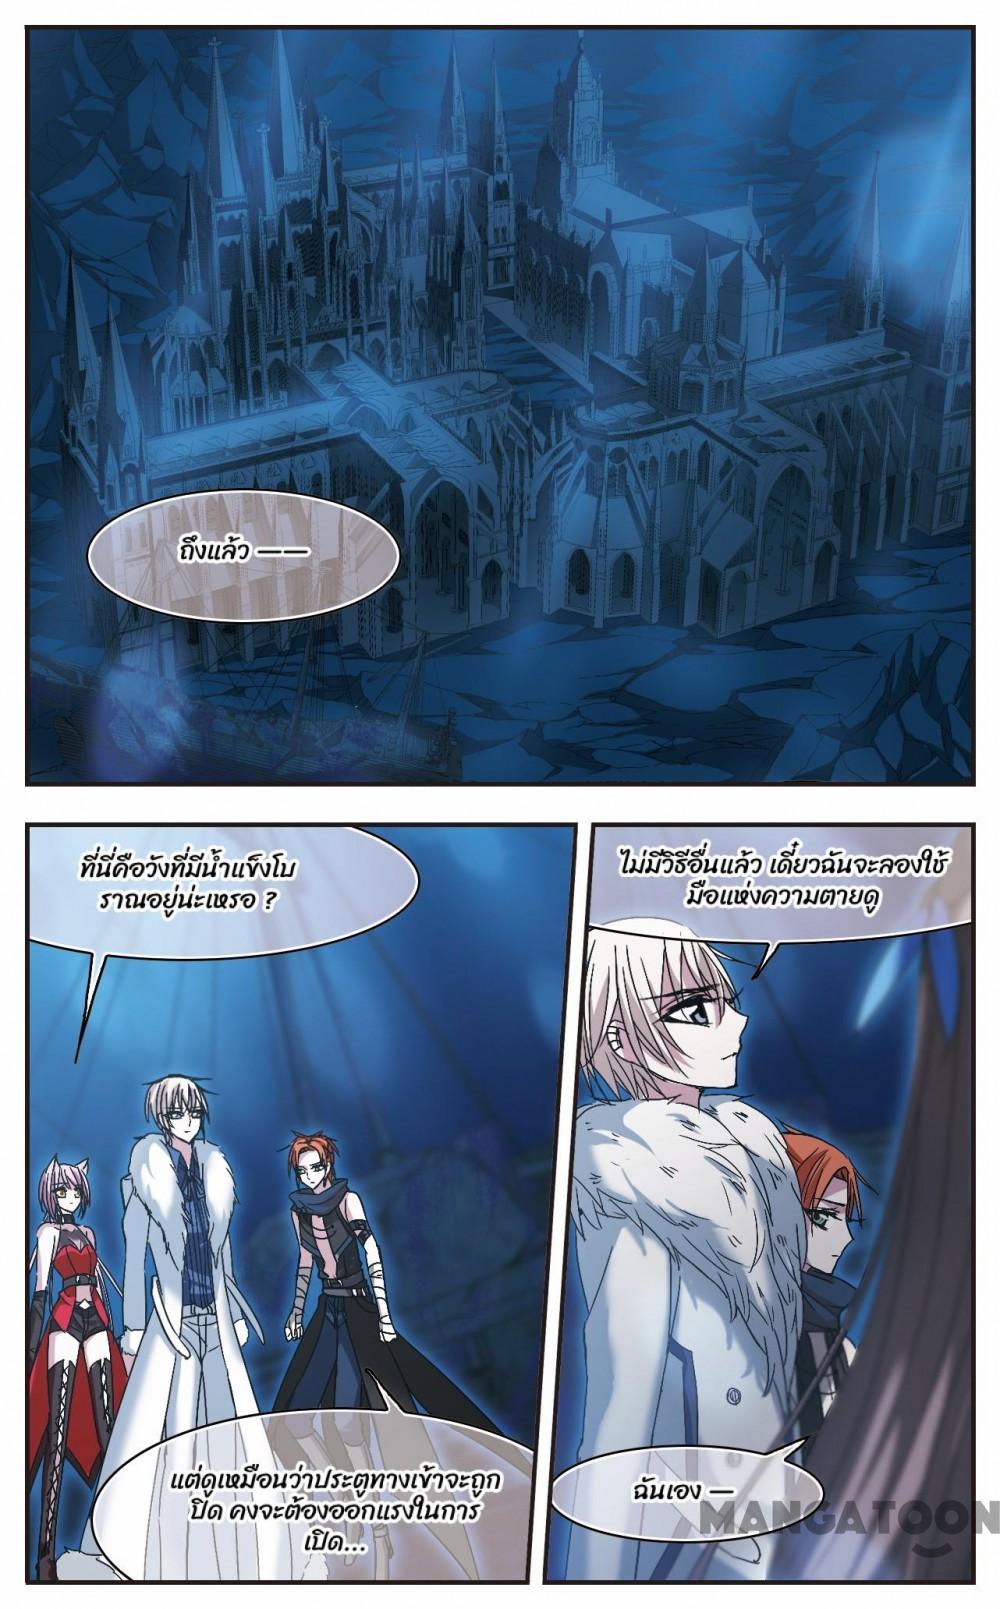 ถึงแล้ว ——
ที่นี่คือวังที่มีน้ำแข็งโบ
ราณอยู่น่ะเหรอ ?
ไม่มีวิธีอื่นแล้ว เดี๋ยวฉันจะลองใช้
มือแห่งความตายดู
แต่ดูเหมือนว่าประตูทางเข้าจะถูก
ปิด คงจะต้องออกแรงในการ
เปิด...
ฉันเอง —
MANGATOON